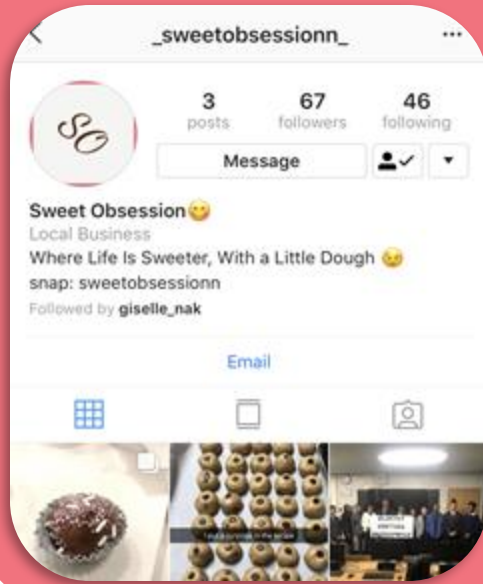 _sweetobsessionn_
SO
3 67 46
posts followers following
Message
Sweet Obsession😋
Local Business
Where Life Is Sweeter, With a Little Dough 😉
snap: sweetobsessionn
Followed by giselle_nak
Email